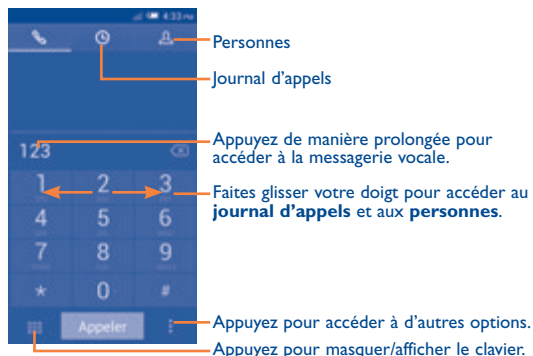 4:33 PM
Personnes
Journal d'appels
123
Appuyez de manière prolongée pour
accéder à la messagerie vocale.
1 2 3
Faites glisser votre doigt pour accéder au
journal d'appels et aux personnes.
4 5 6
7 8 9
* 0 #
Appeler
Appuyez pour accéder à d'autres options.
Appuyez pour masquer/afficher le clavier.